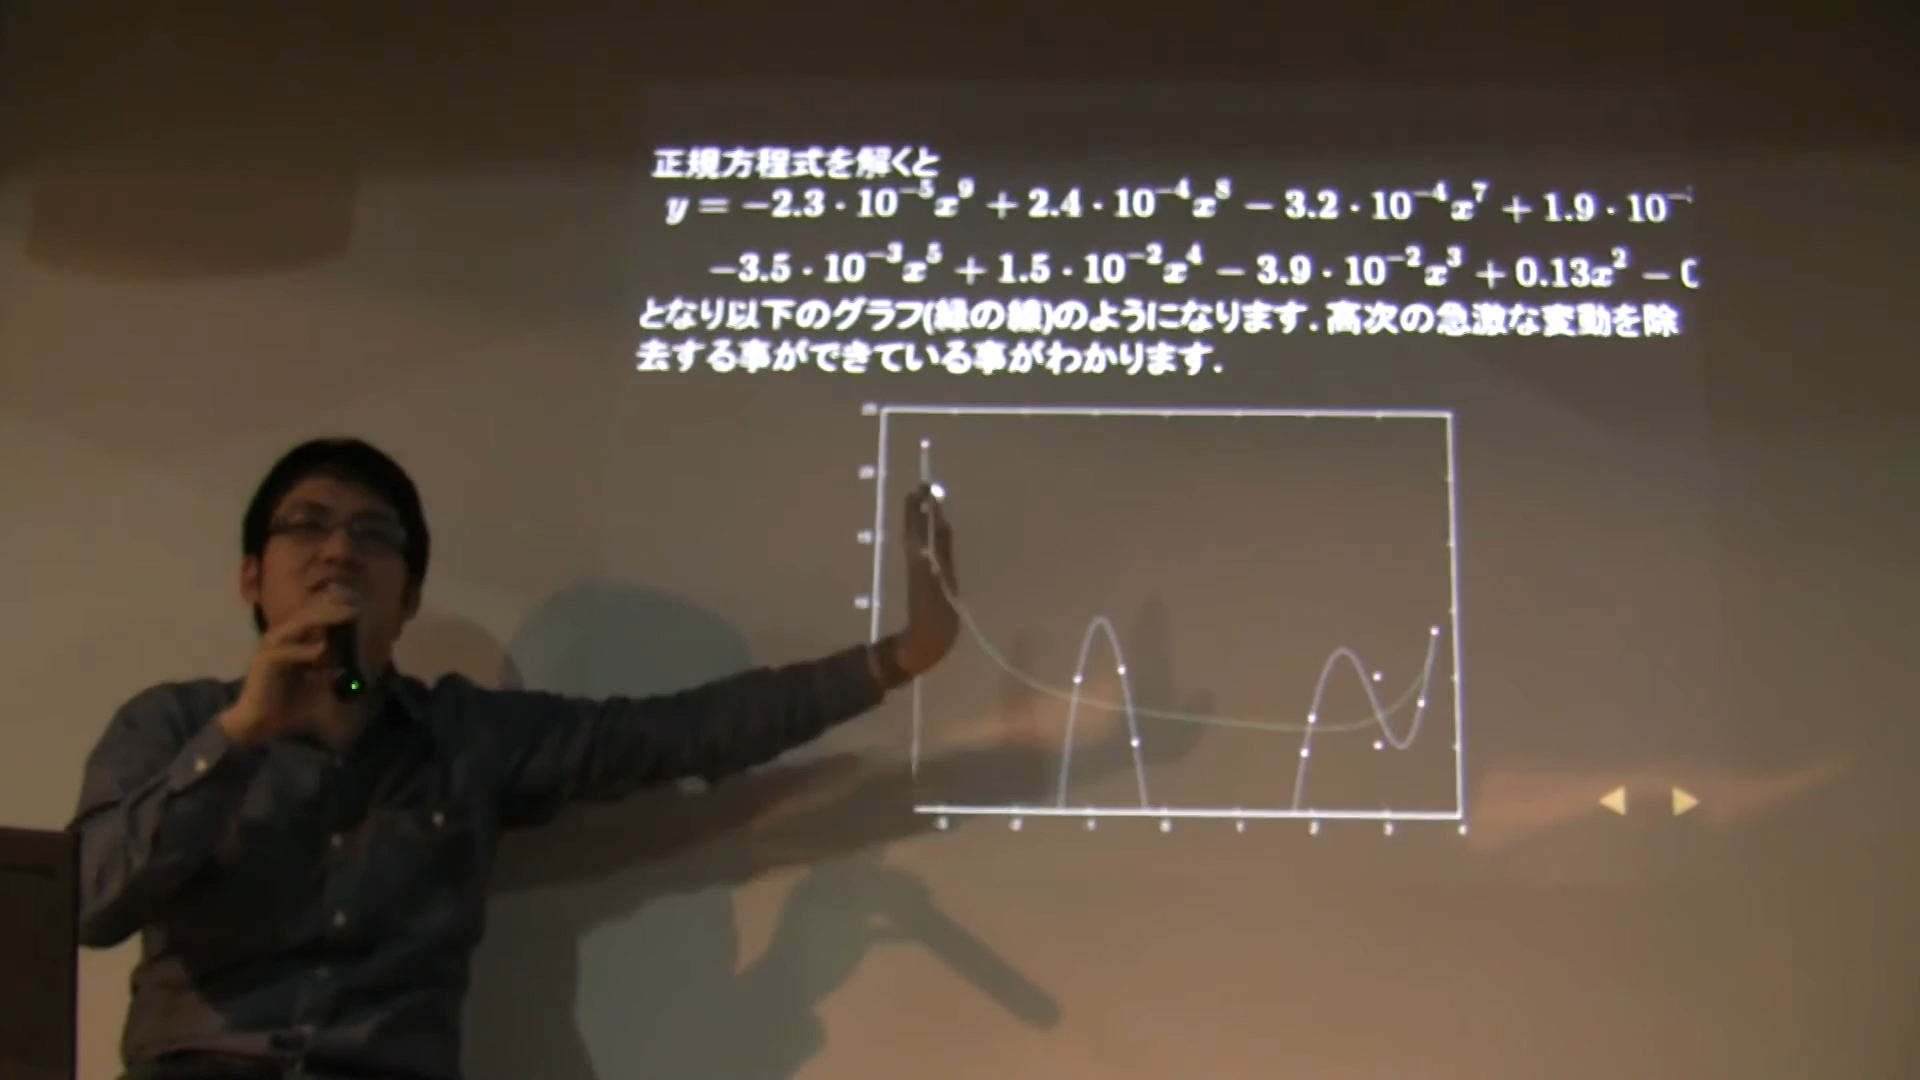 正規方程式を解くと
y = −2.3 · 10⁻⁵x⁹ + 2.4 · 10⁻⁴x⁸ − 3.2 · 10⁻⁴x⁷ + 1.9 · 10⁻
−3.5 · 10⁻³x⁵ + 1.5 · 10⁻²x⁴ − 3.9 · 10⁻²x³ + 0.13x² −
となり以下のグラフ(緑の線)のようになります. 高次の急激な変動を除
去する事ができている事がわかります.